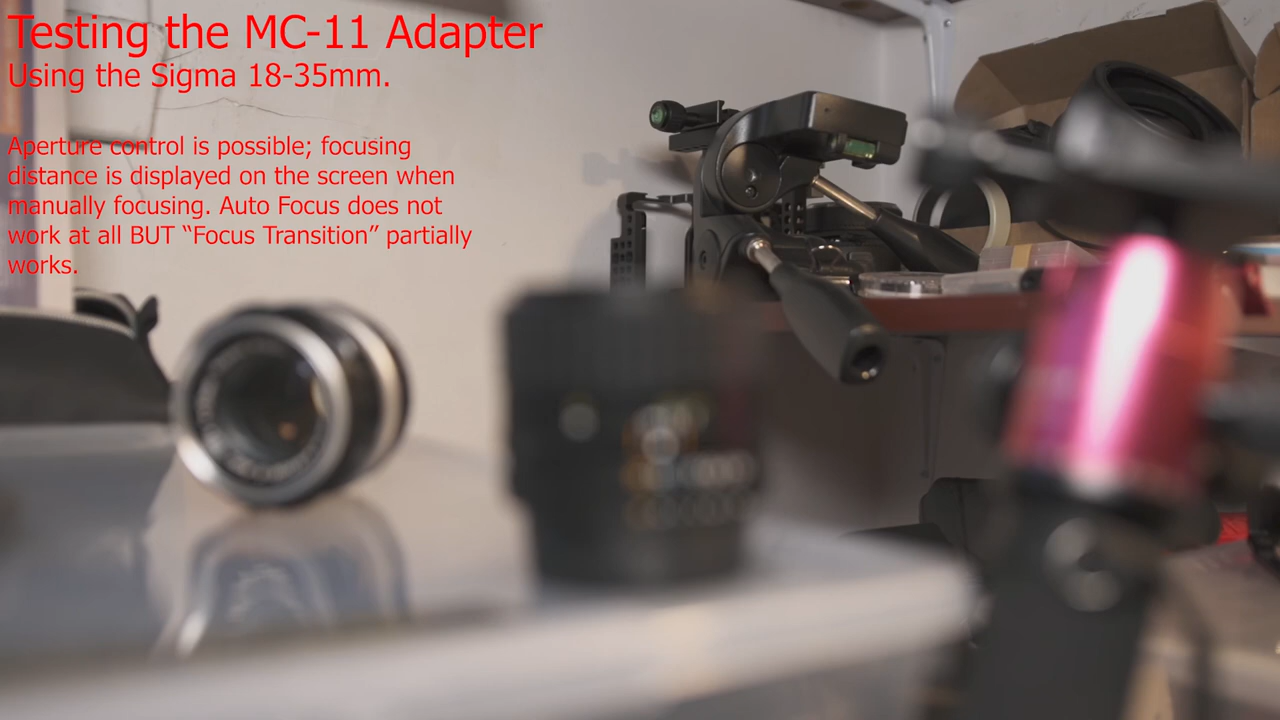 Testing the MC-11 Adapter
Using the Sigma 18-35mm.
Aperture control is possible; focusing
distance is displayed on the screen when
manually focusing. Auto Focus does not
work at all BUT “Focus Transition” partially
works.